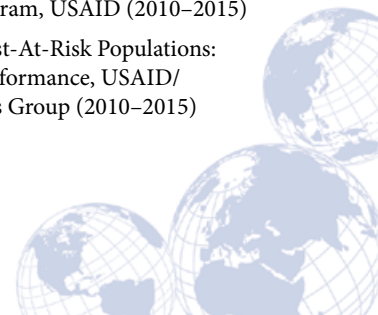 ram, USAID (2010–2015)
st-At-Risk Populations:
formance, USAID/
s Group (2010–2015)